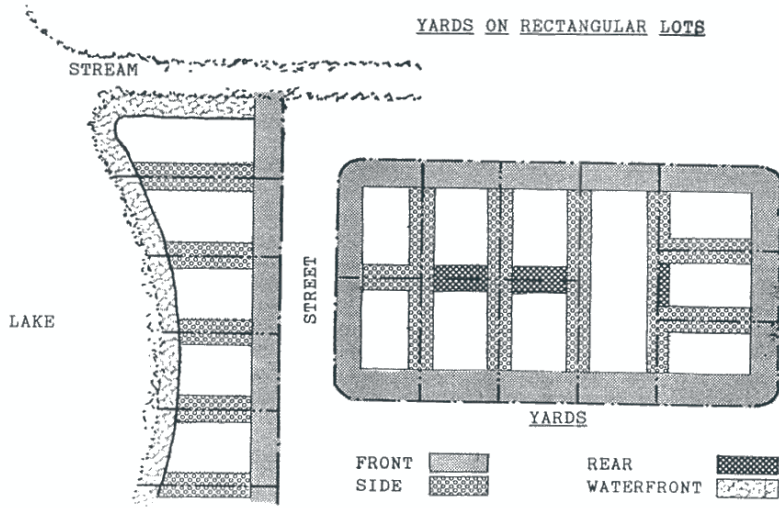 YARDS ON RECTANGULAR LOTS
STREAM
STREET
LAKE
YARDS
FRONT
REAR
SIDE
WATERFRONT